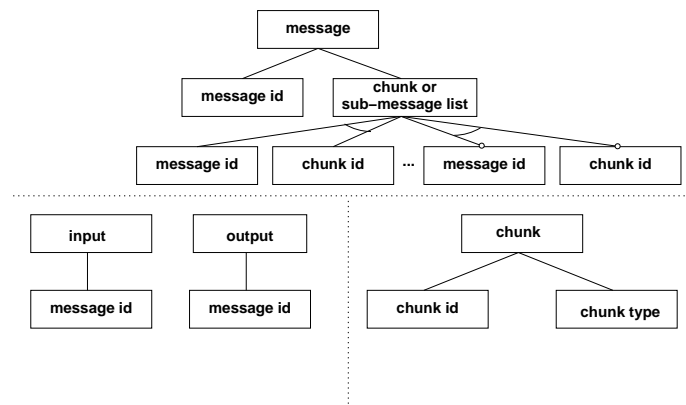 message
message id
chunk or
sub−message list
message id
chunk id
...
message id
chunk id
input
output
chunk
message id
message id
chunk id
chunk type